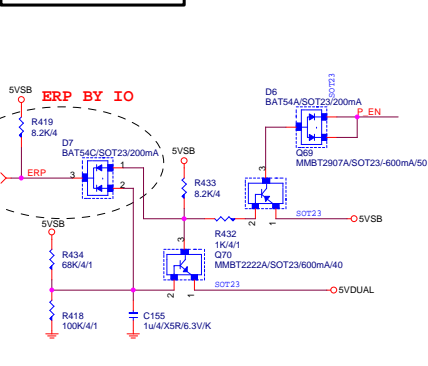 5VSB
ERP BY IO
R419
8.2K/4
D7
BAT54C/SOT23/200mA
ERP
3
1
2
5VSB
R433
8.2K/4
D6
BAT54A/SOT23/200mA
SOT23
P_EN
Q69
MMBT2907A/SOT23/-600mA/50
3
2
1
SOT23
5VSB
R432
1K/4/1
Q70
MMBT2222A/SOT23/600mA/40
3
2
1
SOT23
5VDUAL
5VSB
R434
68K/4/1
R418
100K/4/1
C155
1u/4/X5R/6.3V/K